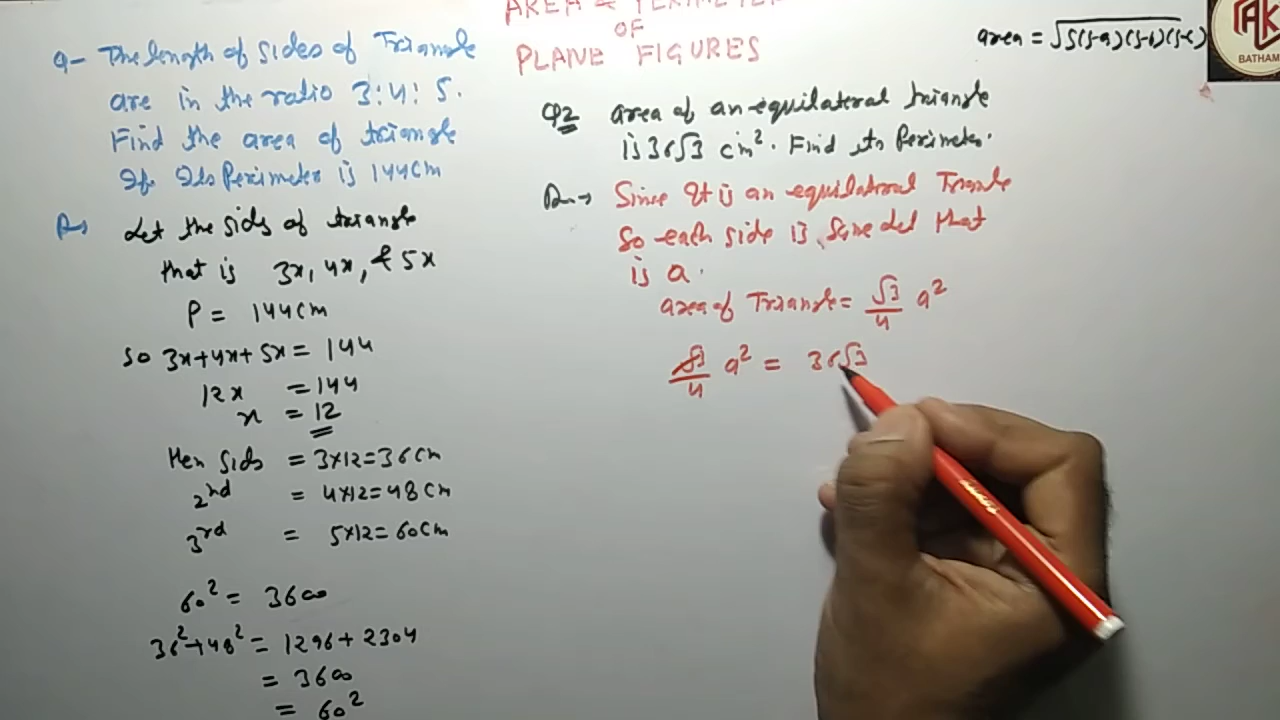 AREA & PERIMETER
OF
PLANE FIGURES
area = √S(S-a)(S-b)(S-c)
AK
BATHAM
Q- The length of sides of Triangle
are in the ratio 3:4:5.
Find the area of triangle
If Its Perimeter is 144cm
Let the sids of triangle
that is 3x, 4x, & 5x
P = 144cm
so 3x+4x+5x = 144
12x = 144
x = 12
Hen sids = 3×12=36cm
2nd = 4×12=48cm
3rd = 5×12=60cm
60² = 3600
36²+48² = 1296+2304
= 3600
= 60²
Q2 area of an equilateral triangle
is 36√3 cm². Find its Perimeter.
Since It is an equilateral
So each side is Same Let that
is a.
area of Triangle = √3/4 a²
√3/4 a² = 36√3